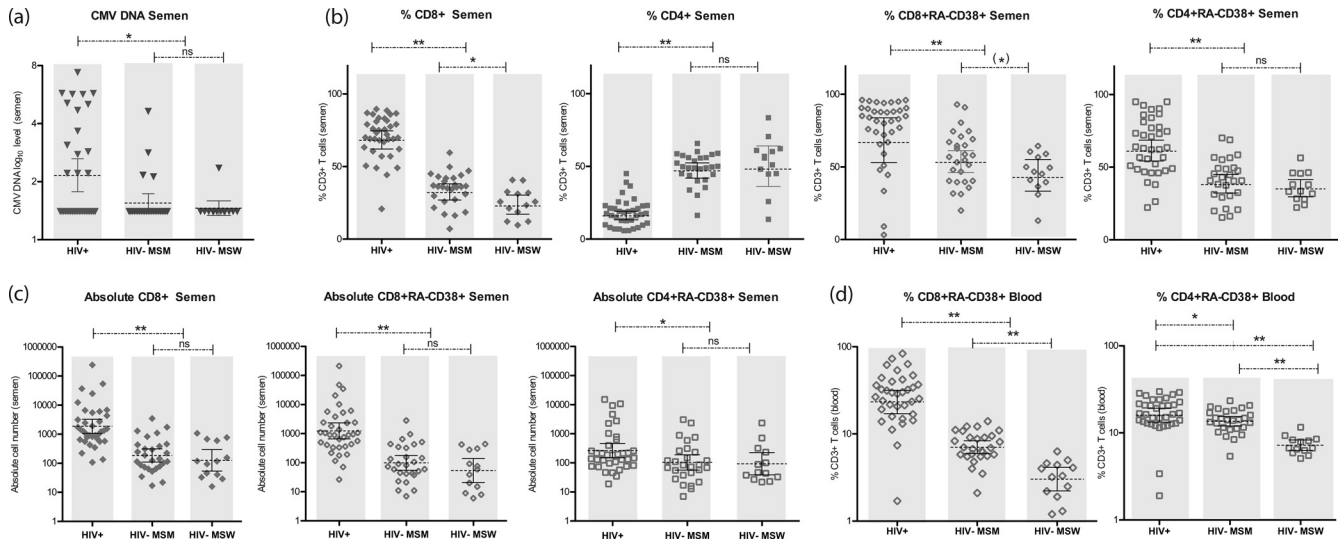 (a)
CMV DNA Semen
*
ns
CMV DNA log10 level (semen)
8
4
2
1
HIV+
HIV- MSM
HIV- MSW
(b)
% CD8+ Semen
**
*
% CD3+ T cells (semen)
100
50
0
HIV+
HIV- MSM
HIV- MSW
% CD4+ Semen
**
ns
% CD3+ T cells (semen)
100
50
0
HIV+
HIV- MSM
HIV- MSW
% CD8+RA-CD38+ Semen
**
(*)
% CD3+ T cells (semen)
100
50
0
HIV+
HIV- MSM
HIV- MSW
% CD4+RA-CD38+ Semen
**
ns
% CD3+ T cells (semen)
100
50
0
HIV+
HIV- MSM
HIV- MSW
(c)
Absolute CD8+ Semen
**
ns
Absolute cell number (semen)
1000000
100000
10000
1000
100
10
1
HIV+
HIV- MSM
HIV- MSW
Absolute CD8+RA-CD38+ Semen
**
ns
Absolute cell number (semen)
1000000
100000
10000
1000
100
10
1
HIV+
HIV- MSM
HIV- MSW
Absolute CD4+RA-CD38+ Semen
*
ns
Absolute cell number (semen)
1000000
100000
10000
1000
100
10
1
HIV+
HIV- MSM
HIV- MSW
(d)
% CD8+RA-CD38+ Blood
**
**
% CD3+ T cells (blood)
100
10
1
HIV+
HIV- MSM
HIV- MSW
% CD4+RA-CD38+ Blood
*
**
**
% CD3+ T cells (blood)
100
10
1
HIV+
HIV- MSM
HIV- MSW